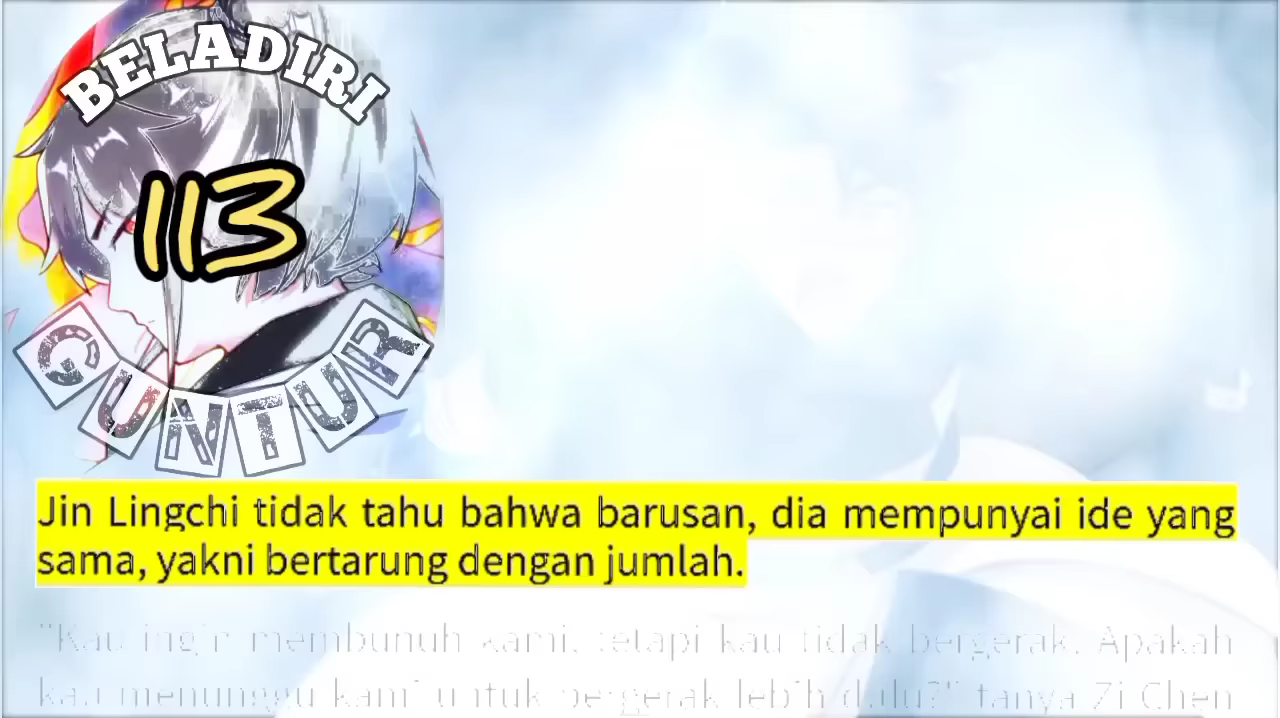 BELADIRI
113
GUNTUR
Jin Lingchi tidak tahu bahwa barusan, dia mempunyai ide yang
sama, yakni bertarung dengan jumlah.
"Kau ingin membunuh kami, tetapi kau tidak bergerak. Apakah
kau menunggu kami untuk bergerak lebih dulu?" tanya Zi Chen